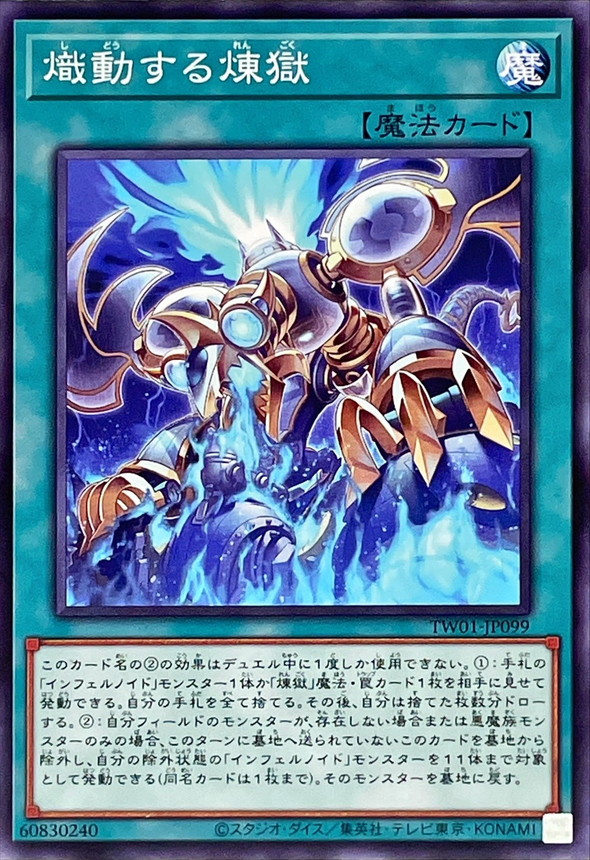 熾動する煉獄
魔
【魔法カード】
TW01-JP099
このカード名の②の効果はデュエル中に1度しか使用できない。①:手札の
「インフェルノイド」モンスター1体か「煉獄」魔法・罠カード1枚を相手に見せて
発動できる。自分の手札を全て捨てる。その後、自分は捨てた枚数分ドロー
する。②:自分フィールドのモンスターが、存在しない場合または悪魔族モン
スターのみの場合、このターンに墓地へ送られていないこのカードを墓地から
除外し、自分の除外状態の「インフェルノイド」モンスターを11体まで対象
として発動できる(同名カードは1枚まで)。そのモンスターを墓地に戻す。
60830240
©スタジオ・ダイス/集英社・テレビ東京・KONAMI